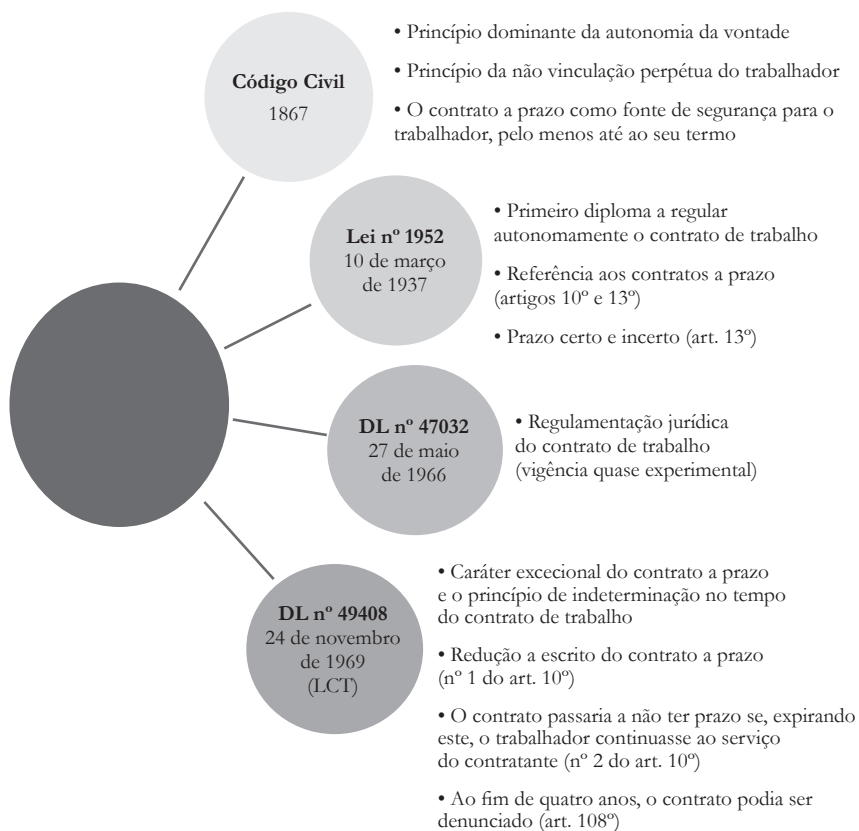 Código Civil
1867
• Princípio dominante da autonomia da vontade
• Princípio da não vinculação perpétua do trabalhador
• O contrato a prazo como fonte de segurança para o
trabalhador, pelo menos até ao seu termo
Lei nº 1952
10 de março
de 1937
• Primeiro diploma a regular
autonomamente o contrato de trabalho
• Referência aos contratos a prazo
(artigos 10º e 13º)
• Prazo certo e incerto (art. 13º)
DL nº 47032
27 de maio
de 1966
• Regulamentação jurídica
do contrato de trabalho
(vigência quase experimental)
DL nº 49408
24 de novembro
de 1969
(LCT)
• Caráter excecional do contrato a prazo
e o princípio de indeterminação no tempo
do contrato de trabalho
• Redução a escrito do contrato a prazo
(nº 1 do art. 10º)
• O contrato passaria a não ter prazo se, expirando
este, o trabalhador continuasse ao serviço
do contratante (nº 2 do art. 10º)
• Ao fim de quatro anos, o contrato podia ser
denunciado (art. 108º)